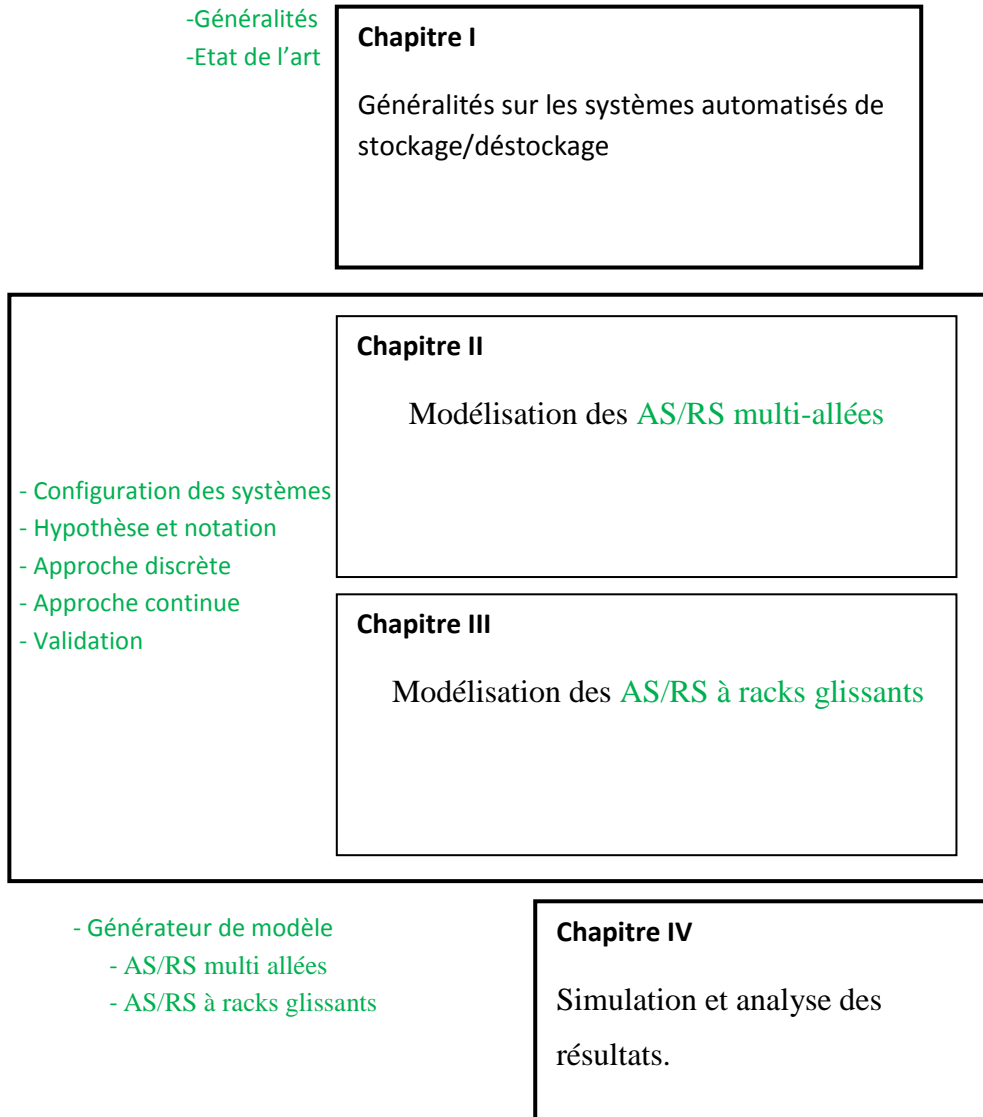 -Généralités
-Etat de l’art
Chapitre I
Généralités sur les systèmes automatisés de
stockage/déstockage
Chapitre II
Modélisation des AS/RS multi-allées
- Configuration des systèmes
- Hypothèse et notation
- Approche discrète
- Approche continue
- Validation
Chapitre III
Modélisation des AS/RS à racks glissants
- Générateur de modèle
- AS/RS multi allées
- AS/RS à racks glissants
Chapitre IV
Simulation et analyse des
résultats.